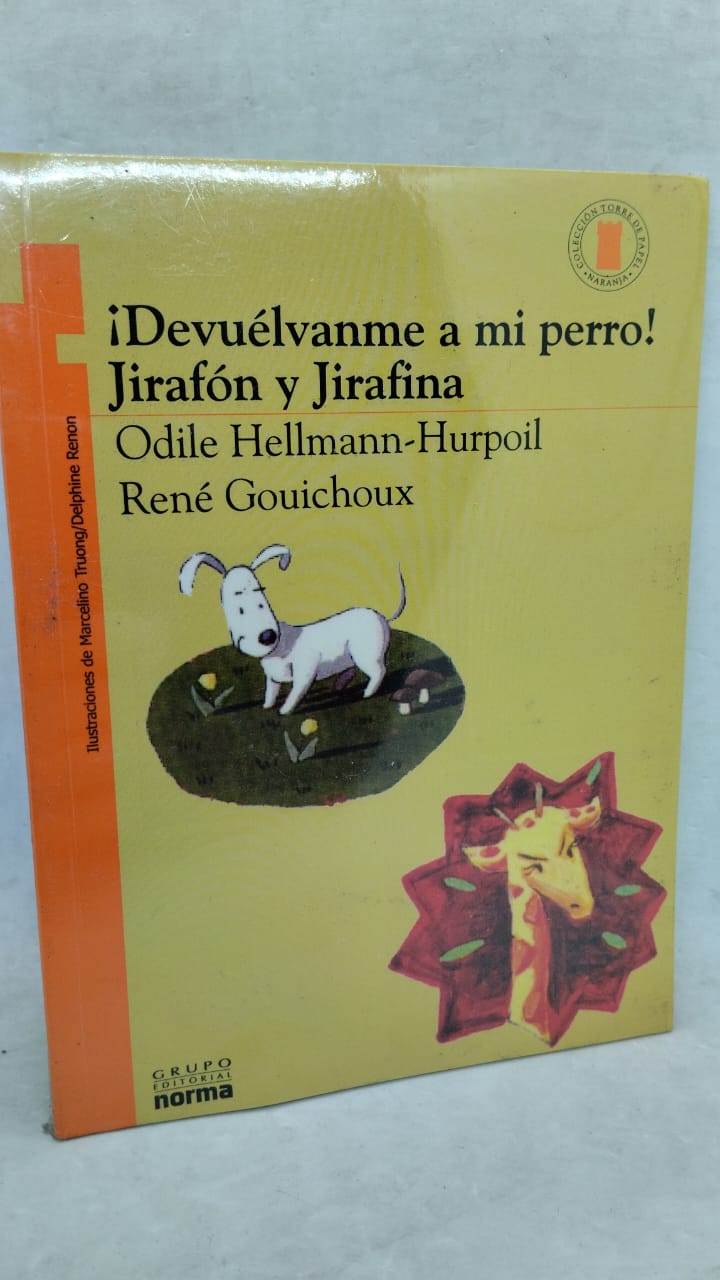 COLECCIÓN TORRE DE PAPEL
• NARANJA •
¡Devuélvanme a mi perro!
Jirafón y Jirafina
Odile Hellmann-Hurpoil
René Gouichoux
Ilustraciones de Marcelino Truong/Delphine Renon
GRUPO
EDITORIAL
norma